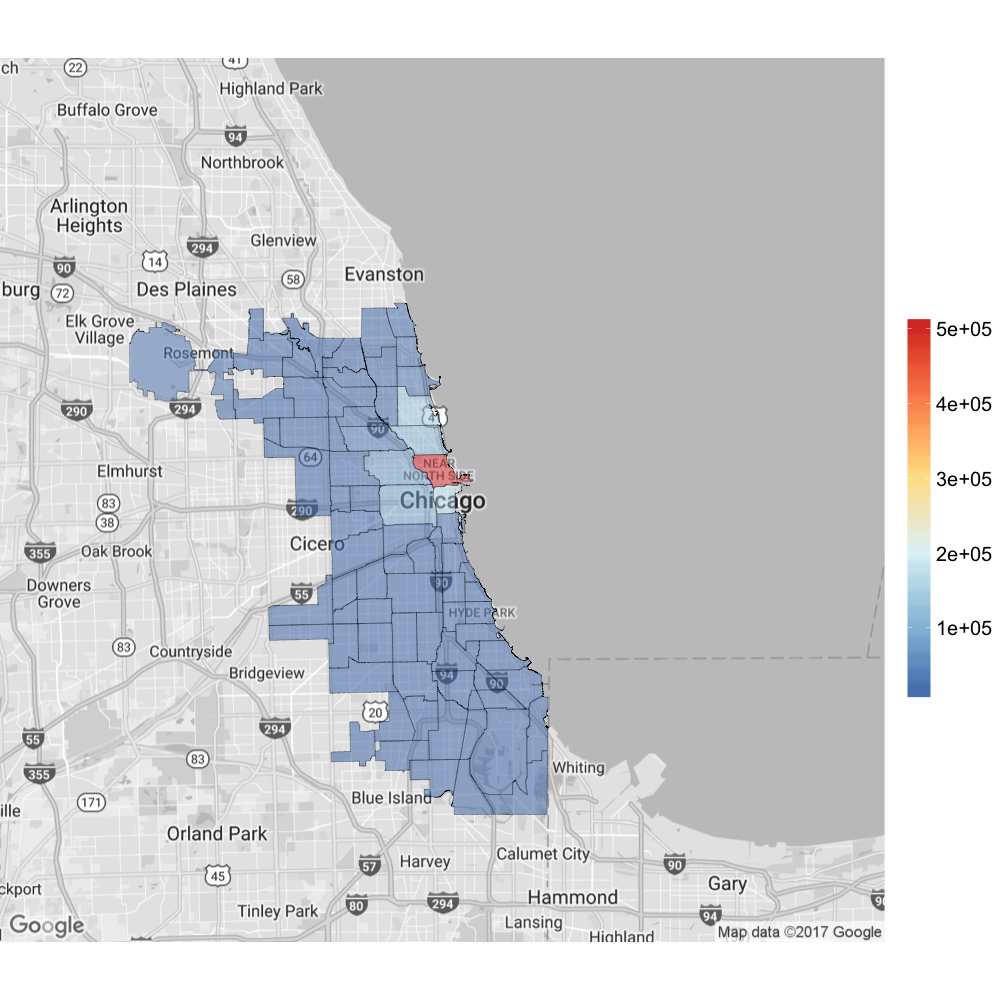 ch
22
41
Highland Park
Buffalo Grove
94
Northbrook
Arlington
Heights
294
Glenview
14
90
58
Evanston
burg
72
Des Plaines
Elk Grove
Village
Rosemont
5e+05
290
294
4e+05
41
90
64
NEAR
NORTH SIDE
Elmhurst
3e+05
83
38
290
Chicago
355
Oak Brook
Cicero
2e+05
Downers
Grove
55
90
HYDE PARK
1e+05
83
Countryside
Bridgeview
94
90
20
294
55
83
355
Whiting
171
Blue Island
ille
Orland Park
Calumet City
57
Harvey
90
45
Gary
ckport
Hammond
80
294
90
Tinley Park
94
Lansing
Google
Highland
Map data ©2017 Google